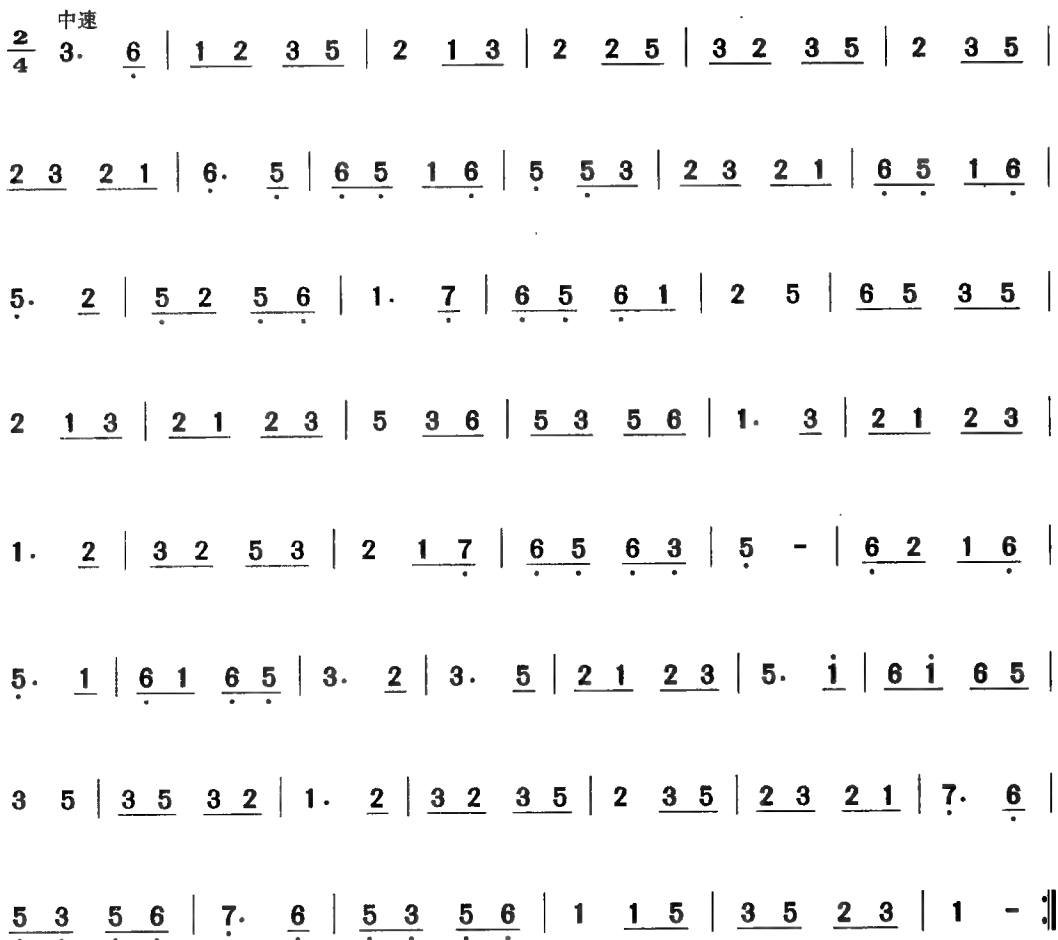 中速
2/4 3. 6̣ | 1 2 3 5 | 2 1 3 | 2 2 5 | 3 2 3 5 | 2 3 5 |
2 3 2 1 | 6̣. 5̣ | 6̣ 5̣ 1 6̣ | 5̣ 5̣ 3 | 2 3 2 1 | 6̣ 5̣ 1 6̣ |
5̣. 2 | 5̣ 2 5̣ 6̣ | 1. 7̣ | 6̣ 5̣ 6̣ 1 | 2 5 | 6 5 3 5 |
2 1 3 | 2 1 2 3 | 5 3 6 | 5 3 5 6 | 1. 3 | 2 1 2 3 |
1. 2 | 3 2 5 3 | 2 1 7̣ | 6̣ 5̣ 6̣ 3̣ | 5̣ - | 6̣ 2 1 6̣ |
5̣. 1 | 6̣ 1 6̣ 5̣ | 3. 2 | 3. 5 | 2 1 2 3 | 5. 1̇ | 6 1̇ 6 5 |
3 5 | 3 5 3 2 | 1. 2 | 3 2 3 5 | 2 3 5 | 2 3 2 1 | 7̣. 6̣ |
5̣ 3̣ 5̣ 6̣ | 7̣. 6̣ | 5̣ 3̣ 5̣ 6̣ | 1 1 5 | 3 5 2 3 | 1 - :‖